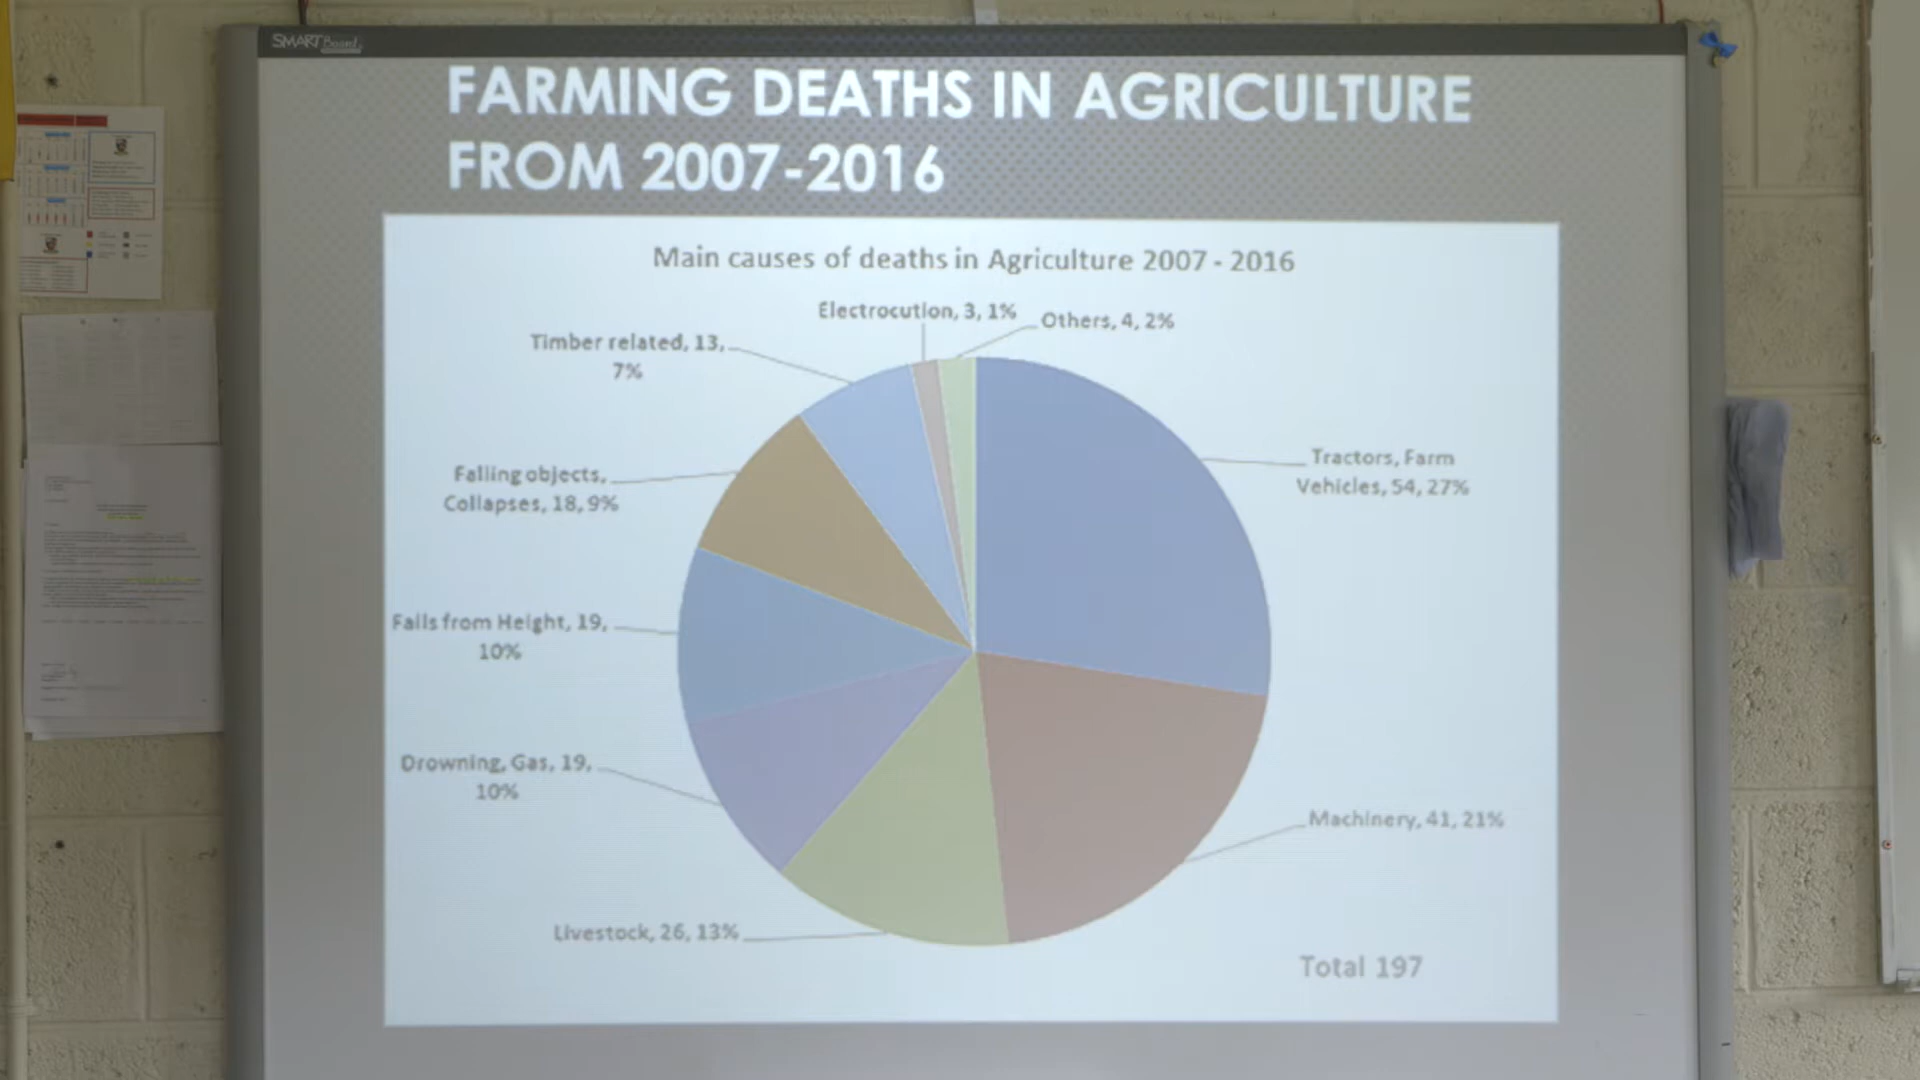 SMART Board
FARMING DEATHS IN AGRICULTURE
FROM 2007-2016
Main causes of deaths in Agriculture 2007 - 2016
Electrocution, 3, 1%
Others, 4, 2%
Timber related, 13,
7%
Tractors, Farm
Vehicles, 54, 27%
Falling objects,
Collapses, 18, 9%
Falls from Height, 19,
10%
Drowning, Gas, 19,
10%
Machinery, 41, 21%
Livestock, 26, 13%
Total 197